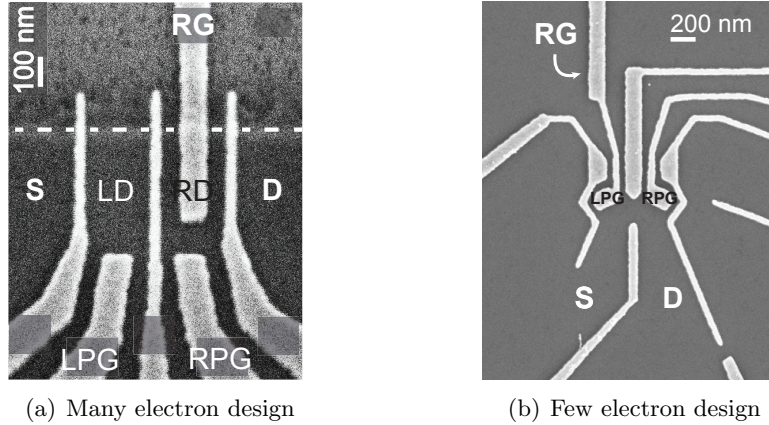 100 nm
RG
S
LD
RD
D
LPG
RPG
(a) Many electron design
200 nm
RG
LPG
RPG
S
D
(b) Few electron design